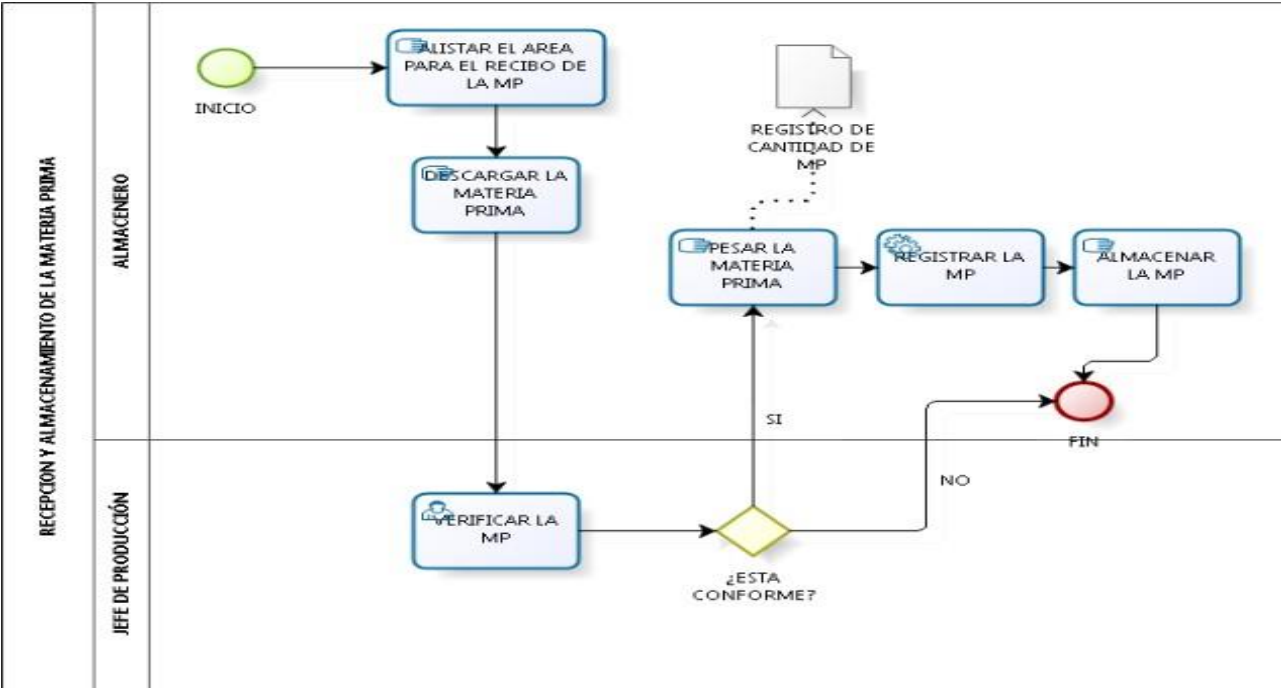 RECEPCION Y ALMACENAMIENTO DE LA MATERIA PRIMA
ALMACENERO
INICIO
ALISTAR EL AREA
PARA EL RECIBO DE
LA MP
DESCARGAR LA
MATERIA
PRIMA
REGISTRO DE
CANTIDAD DE
MP
PESAR LA
MATERIA
PRIMA
REGISTRAR LA
MP
ALMACENAR
LA MP
SI
FIN
JEFE DE PRODUCCIÓN
VERIFICAR LA
MP
¿ESTA
CONFORME?
NO